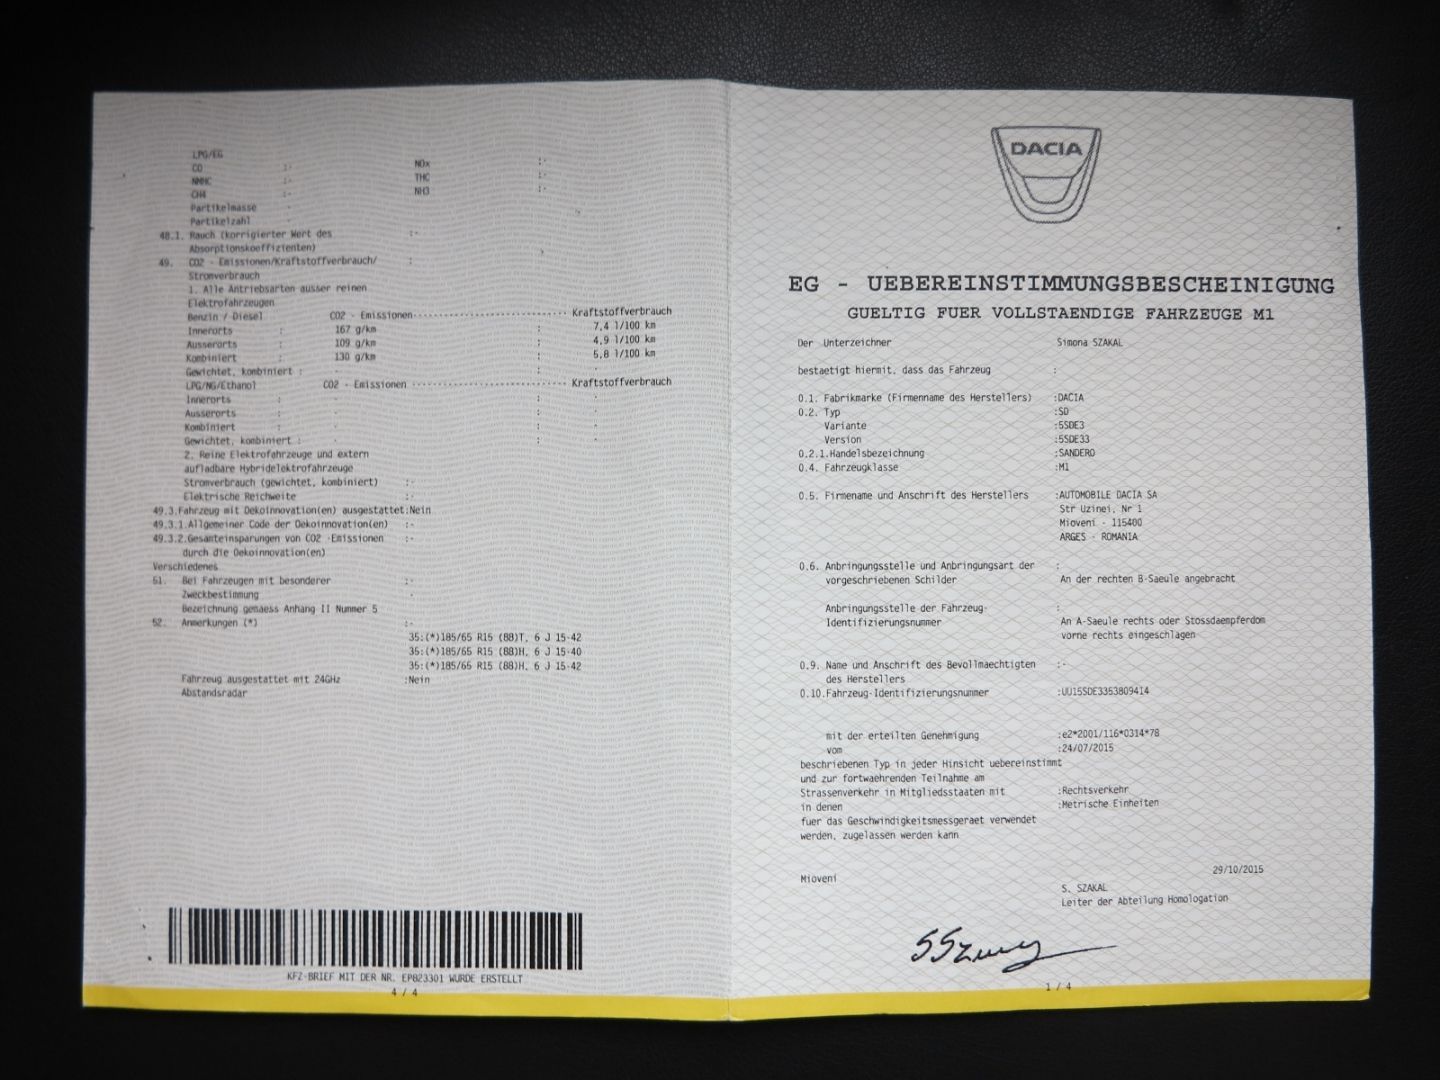 LPG/EG
CO :- NOx :-
NMHC :- THC :-
CH4 :- NH3 :-
Partikelmasse -
Partikelzahl -
48.1. Rauch (korrigierter Wert des :-
Absorptionskoeffizienten)
49. CO2 - Emissionen/Kraftstoffverbrauch/ :
Stromverbrauch
1. Alle Antriebsarten ausser reinen
Elektrofahrzeugen
Benzin / Diesel CO2 - Emissionen---------------------------- Kraftstoffverbrauch
Innerorts : 167 g/km : 7,4 l/100 km
Ausserorts : 109 g/km : 4,9 l/100 km
Kombiniert : 130 g/km : 5,8 l/100 km
Gewichtet, kombiniert : - : -
LPG/NG/Ethanol CO2 - Emissionen ---------------------------- Kraftstoffverbrauch
Innerorts : - : -
Ausserorts : - : -
Kombiniert : - : -
Gewichtet, kombiniert : - : -
2. Reine Elektrofahrzeuge und extern
aufladbare Hybridelektrofahrzeuge
Stromverbrauch (gewichtet, kombiniert) :-
Elektrische Reichweite :-
49.3.Fahrzeug mit Oekoinnovation(en) ausgestattet:Nein
49.3.1.Allgemeiner Code der Oekoinnovation(en) :-
49.3.2.Gesamteinsparungen von CO2 -Emissionen :-
durch die Oekoinnovation(en)
Verschiedenes
51. Bei Fahrzeugen mit besonderer :-
Zweckbestimmung -
Bezeichnung gemaess Anhang II Nummer 5
52. Anmerkungen (*) :-
35:(*)185/65 R15 (88)T, 6 J 15-42
35:(*)185/65 R15 (88)H, 6 J 15-40
35:(*)185/65 R15 (88)H, 6 J 15-42
Fahrzeug ausgestattet mit 24GHz :Nein
Abstandsradar
KFZ-BRIEF MIT DER NR. EP823301 WURDE ERSTELLT
4 / 4
DACIA
EG - UEBEREINSTIMMUNGSBESCHEINIGUNG
GUELTIG FUER VOLLSTAENDIGE FAHRZEUGE M1
Der Unterzeichner Simona SZAKAL
bestaetigt hiermit, dass das Fahrzeug :
0.1. Fabrikmarke (Firmenname des Herstellers) :DACIA
0.2. Typ :SD
Variante :5SDE3
Version :5SDE33
0.2.1.Handelsbezeichnung :SANDERO
0.4. Fahrzeugklasse :M1
0.5. Firmename und Anschrift des Herstellers :AUTOMOBILE DACIA SA
Str Uzinei, Nr 1
Mioveni - 115400
ARGES - ROMANIA
0.6. Anbringungsstelle und Anbringungsart der :
vorgeschriebenen Schilder An der rechten B-Saeule angebracht
Anbringungsstelle der Fahrzeug- :
Identifizierungsnummer An A-Saeule rechts oder Stossdaempferdom
vorne rechts eingeschlagen
0.9. Name und Anschrift des Bevollmaechtigten :-
des Herstellers
0.10.Fahrzeug-Identifizierungsnummer :UU15SDE3353809414
mit der erteilten Genehmigung :e2*2001/116*0314*78
vom :24/07/2015
beschriebenen Typ in jeder Hinsicht uebereinstimmt
und zur fortwaehrenden Teilnahme am
Strassenverkehr in Mitgliedsstaaten mit :Rechtsverkehr
in denen :Metrische Einheiten
fuer das Geschwindigkeitsmessgeraet verwendet
werden, zugelassen werden kann
29/10/2015
Mioveni
S. SZAKAL
Leiter der Abteilung Homologation
1 / 4